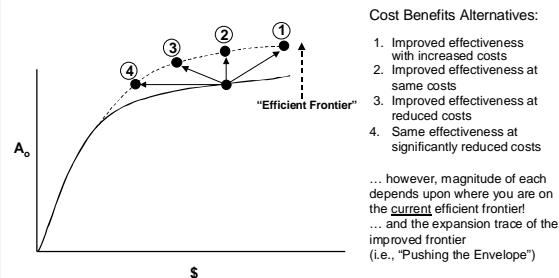 Cost Benefits Alternatives:
1. Improved effectiveness
with increased costs
2. Improved effectiveness at
same costs
3. Improved effectiveness at
reduced costs
4. Same effectiveness at
significantly reduced costs
... however, magnitude of each
depends upon where you are on
the current efficient frontier!
... and the expansion trace of the
improved frontier
(i.e., “Pushing the Envelope”)
1
2
3
4
“Efficient Frontier”
Ao
$